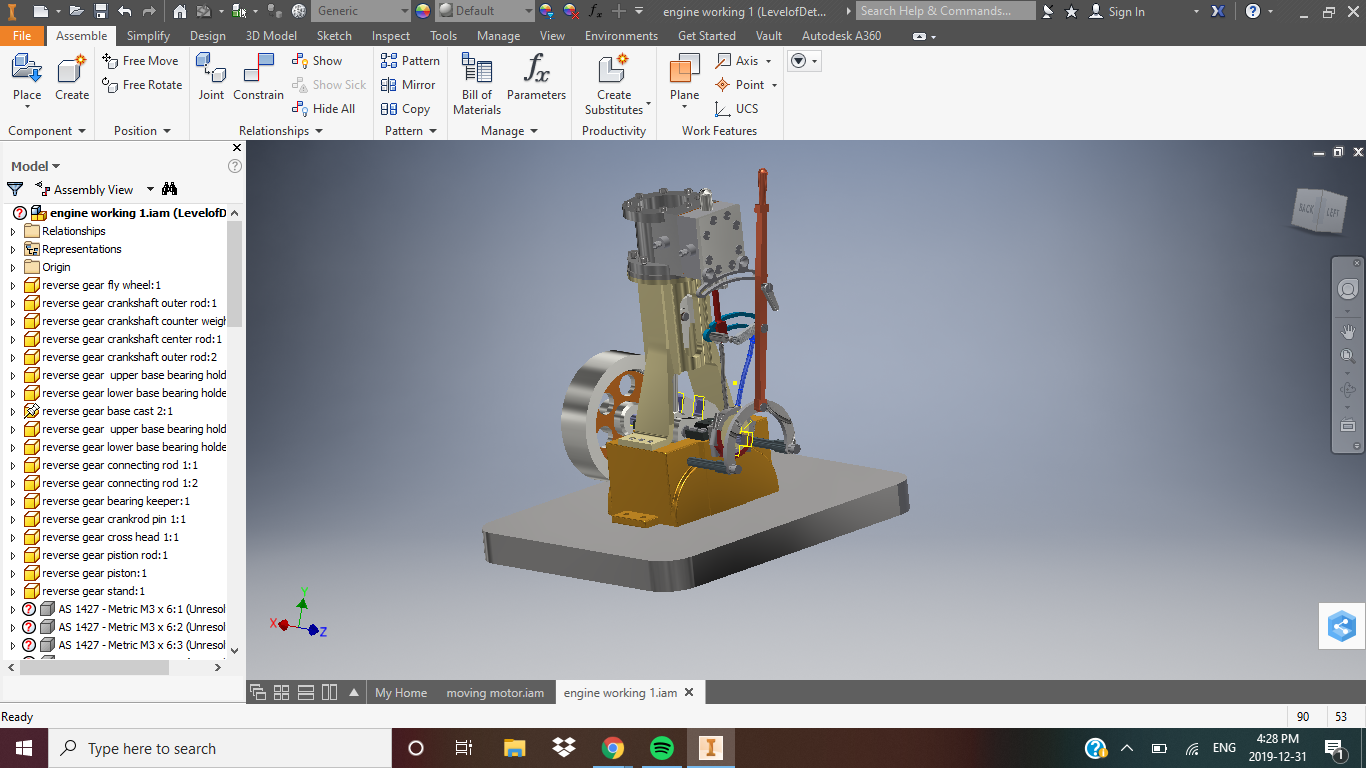 Generic
Default
engine working 1 (LevelofDet...
Search Help & Commands...
Sign In
File
Assemble
Simplify
Design
3D Model
Sketch
Inspect
Tools
Manage
View
Environments
Get Started
Vault
Autodesk A360
Place
Create
Free Move
Free Rotate
Joint
Constrain
Show
Show Sick
Hide All
Pattern
Mirror
Copy
Bill of Materials
Parameters
Create Substitutes
Plane
Axis
Point
UCS
Component
Position
Relationships
Pattern
Manage
Productivity
Work Features
Model
Assembly View
engine working 1.iam (LevelofD
Relationships
Representations
Origin
reverse gear fly wheel:1
reverse gear crankshaft outer rod:1
reverse gear crankshaft counter weigh
reverse gear crankshaft center rod:1
reverse gear crankshaft outer rod:2
reverse gear upper base bearing hold
reverse gear lower base bearing holde
reverse gear base cast 2:1
reverse gear upper base bearing hold
reverse gear lower base bearing holde
reverse gear connecting rod 1:1
reverse gear connecting rod 1:2
reverse gear bearing keeper:1
reverse gear crankrod pin 1:1
reverse gear cross head 1:1
reverse gear pistion rod:1
reverse gear piston:1
reverse gear stand:1
AS 1427 - Metric M3 x 6:1 (Unresol
AS 1427 - Metric M3 x 6:2 (Unresol
AS 1427 - Metric M3 x 6:3 (Unresol
BACK
LEFT
Y
X
Z
My Home
moving motor.iam
engine working 1.iam
Ready
90
53
Type here to search
ENG
4:28 PM
2019-12-31
1